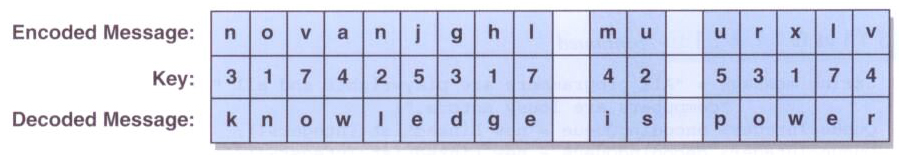 Encoded Message: n o v a n j g h l m u u r x l v
Key: 3 1 7 4 2 5 3 1 7 4 2 5 3 1 7 4
Decoded Message: k n o w l e d g e i s p o w e r